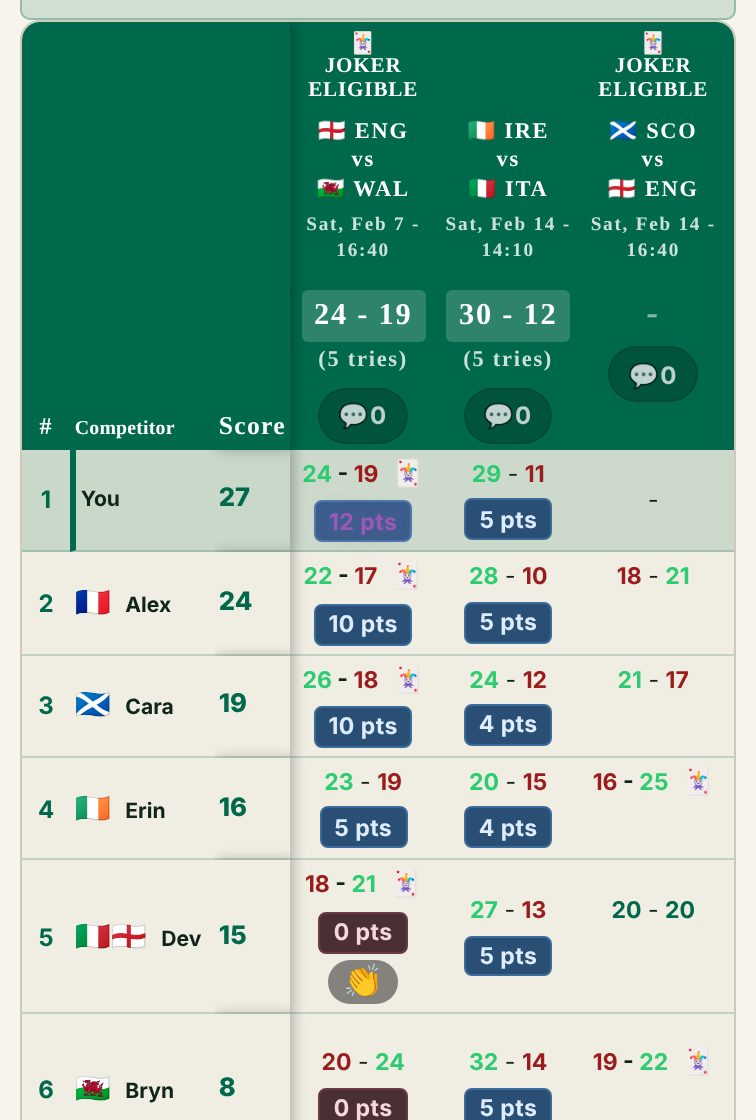 JOKER
ELIGIBLE
ENG
vs
WAL
Sat, Feb 7 -
16:40
24 - 19
(5 tries)
0
IRE
vs
ITA
Sat, Feb 14 -
14:10
30 - 12
(5 tries)
0
JOKER
ELIGIBLE
SCO
vs
ENG
Sat, Feb 14 -
16:40
-
0
# Competitor Score
1 You 27
24 - 19
12 pts
29 - 11
5 pts
-
2 Alex 24
22 - 17
10 pts
28 - 10
5 pts
18 - 21
3 Cara 19
26 - 18
10 pts
24 - 12
4 pts
21 - 17
4 Erin 16
23 - 19
5 pts
20 - 15
4 pts
16 - 25
5 Dev 15
18 - 21
0 pts
27 - 13
5 pts
20 - 20
6 Bryn 8
20 - 24
0 pts
32 - 14
5 pts
19 - 22